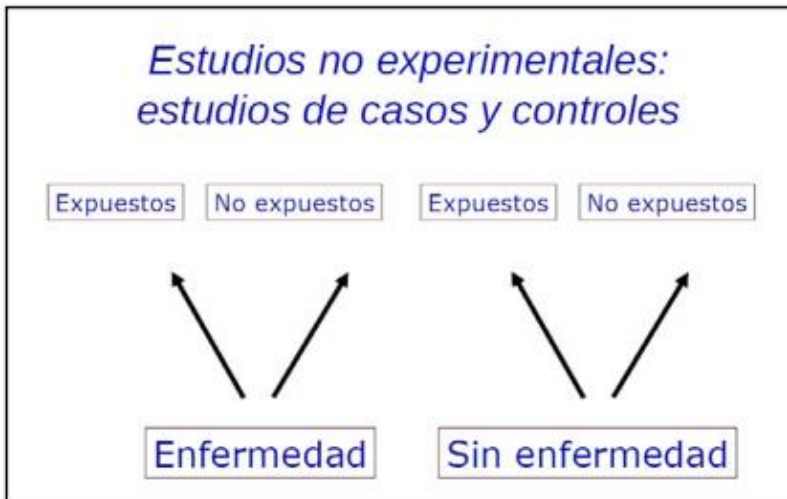 Estudios no experimentales:
estudios de casos y controles
Expuestos
No expuestos
Expuestos
No expuestos
Enfermedad
Sin enfermedad